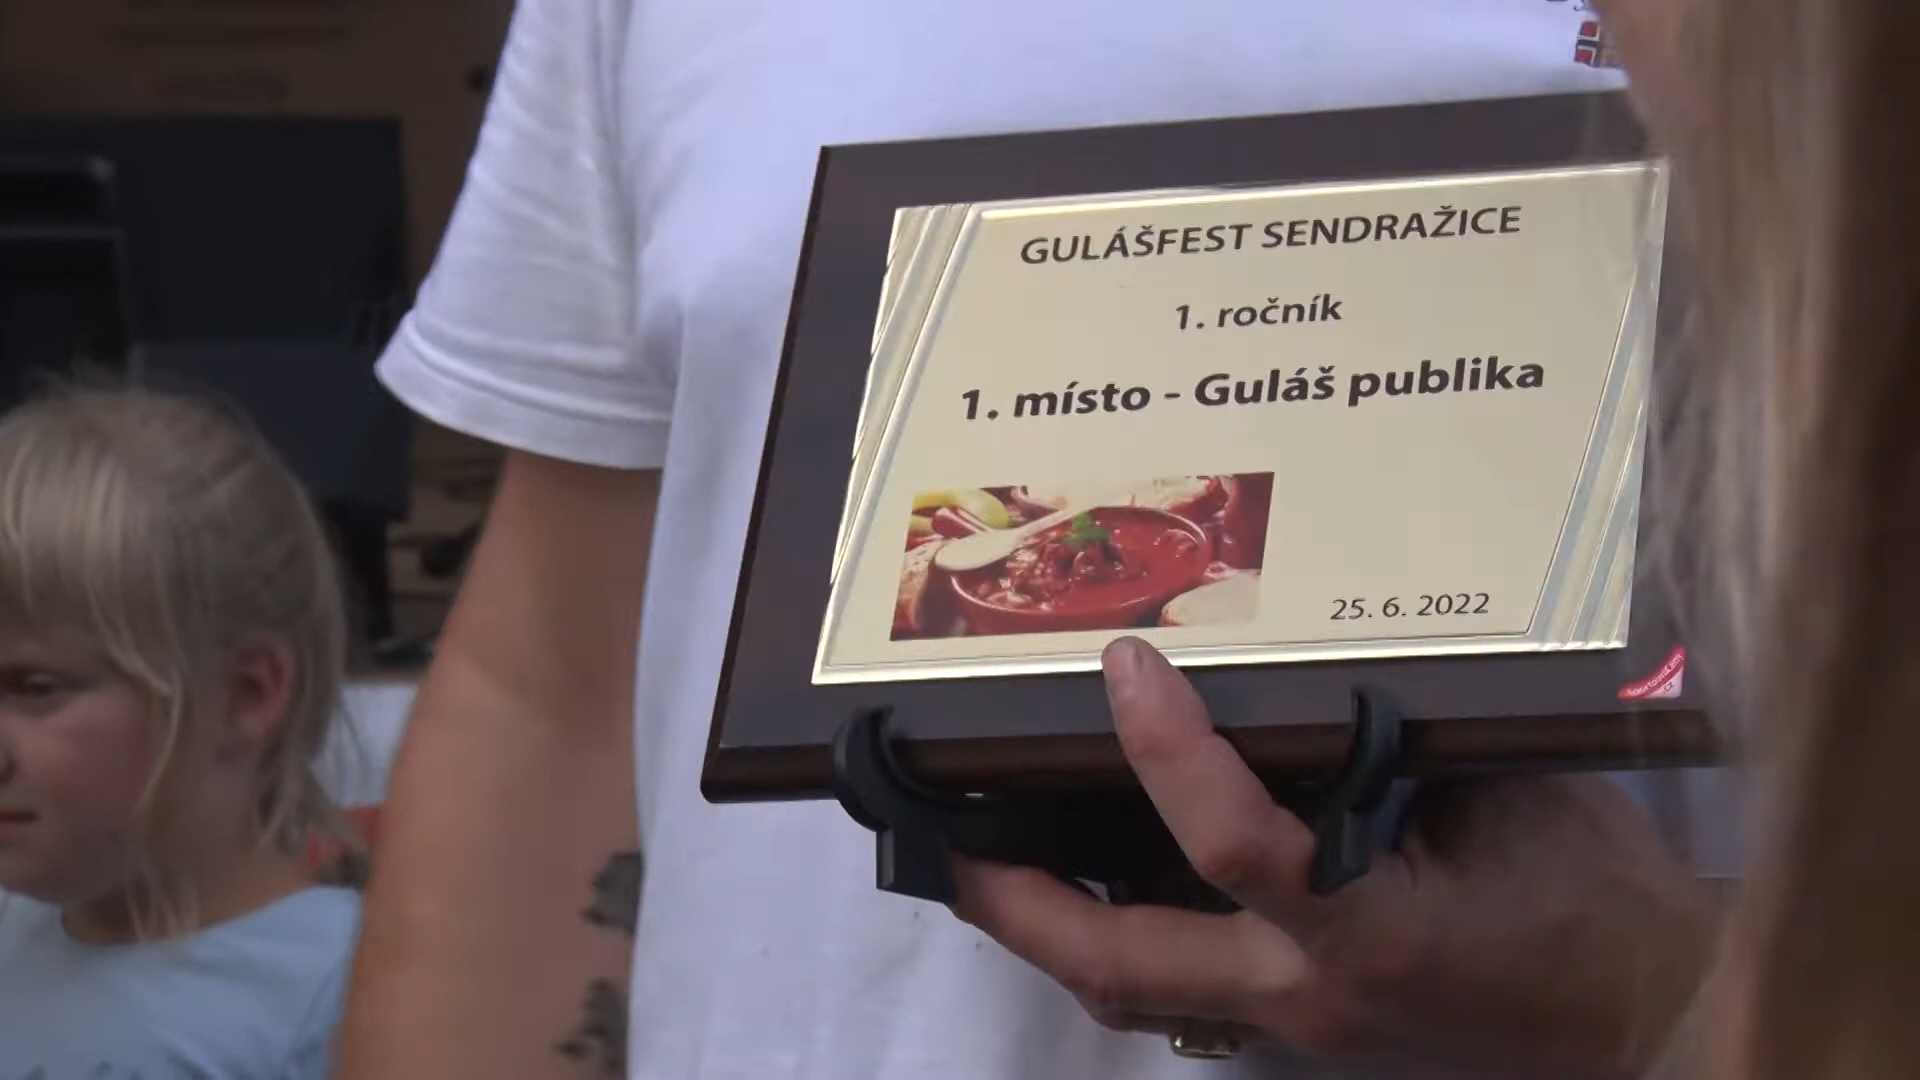 GULÁŠFEST SENDRAŽICE
1. ročník
1. místo - Guláš publika
25. 6. 2022